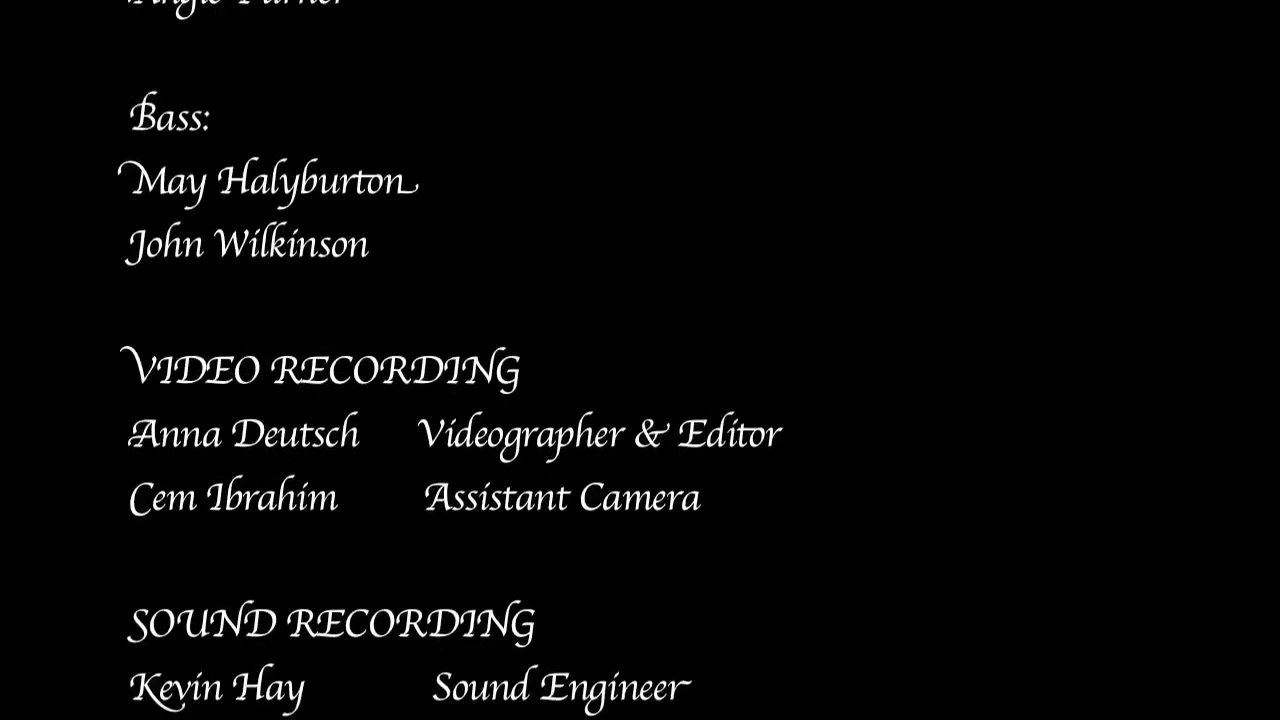 Bass:
May Halyburton
John Wilkinson
VIDEO RECORDING
Anna Deutsch Videographer & Editor
Cem Ibrahim Assistant Camera
SOUND RECORDING
Kevin Hay Sound Engineer